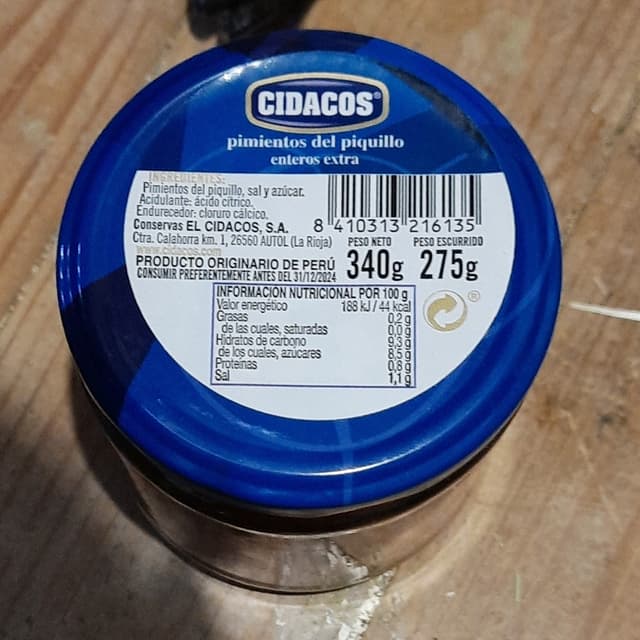 CIDACOS®
pimientos del piquillo
enteros extra
INGREDIENTES:
Pimientos del piquillo, sal y azúcar.
Acidulante: ácido cítrico.
Endurecedor: cloruro cálcico.
Conservas EL CIDACOS, S.A.
Ctra. Calahorra km. 1, 26560 AUTOL (La Rioja)
www.cidacos.com
PRODUCTO ORIGINARIO DE PERÚ
CONSUMIR PREFERENTEMENTE ANTES DEL 31/12/2024
8 410313 216135
PESO NETO PESO ESCURRIDO
340g 275g
INFORMACION NUTRICIONAL POR 100 g
Valor energético 188 kJ / 44 kcal
Grasas 0,2 g
de las cuales, saturadas 0,0 g
Hidratos de carbono 9,3 g
de los cuales, azúcares 8,5 g
Proteínas 0,8 g
Sal 1,1 g
®